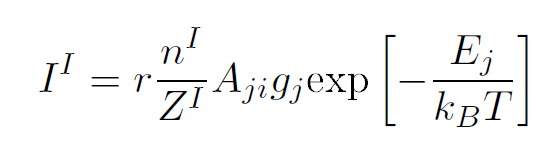 I^I = r \frac{n^I}{Z^I} A_{ji} g_j \exp \left[ -\frac{E_j}{k_B T} \right]